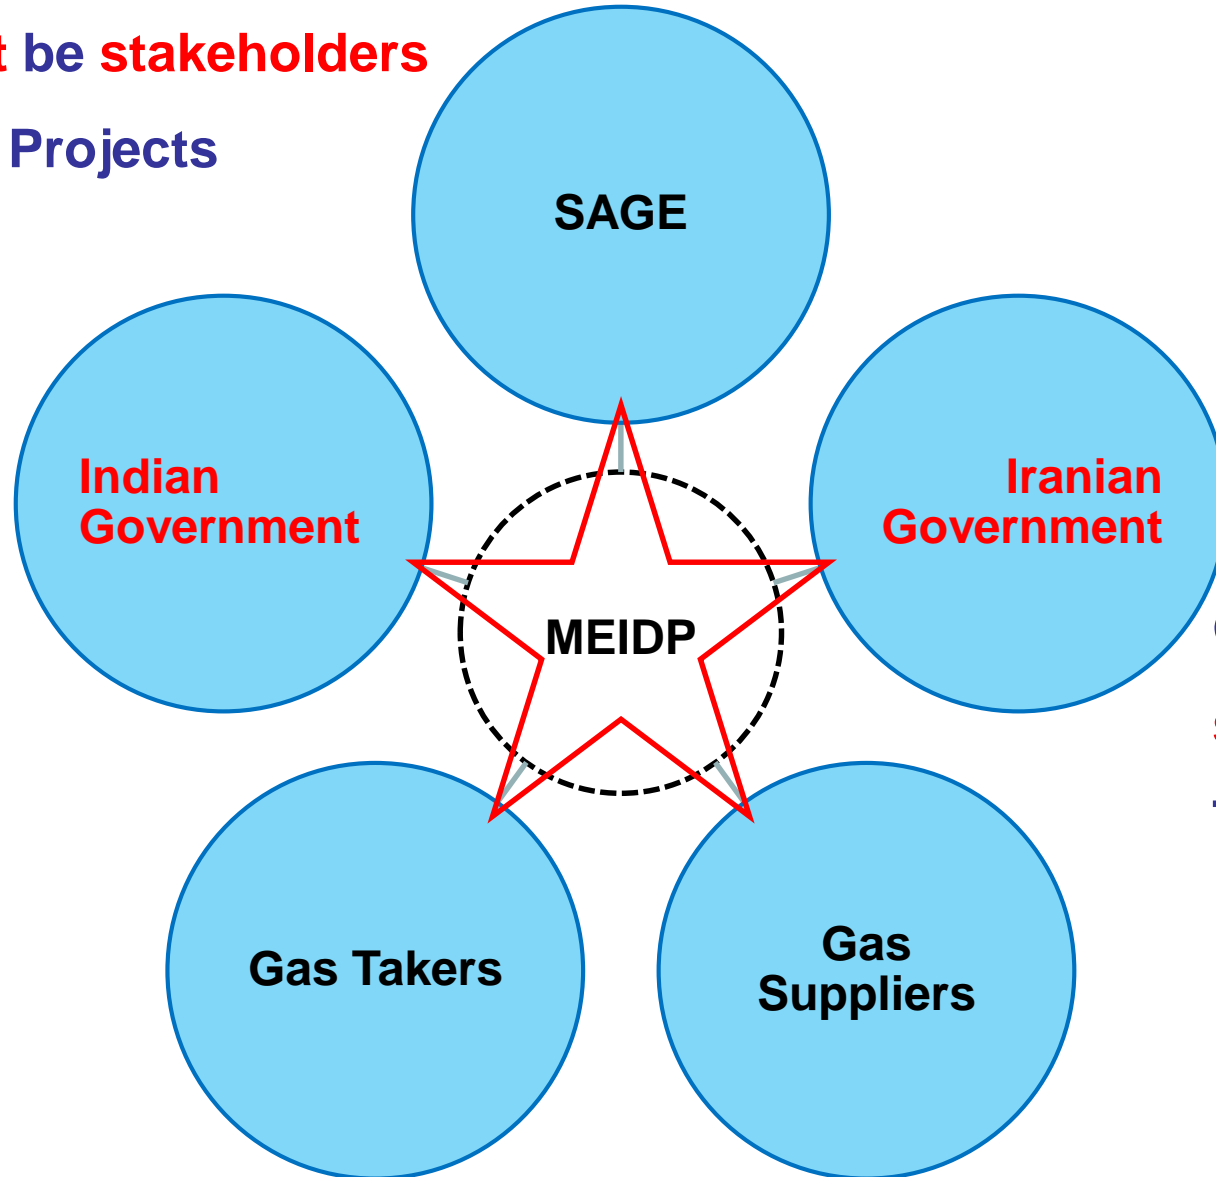 be stakeholders
Projects
SAGE
Indian
Government
Iranian
Government
MEIDP
Gas Takers
Gas
Suppliers